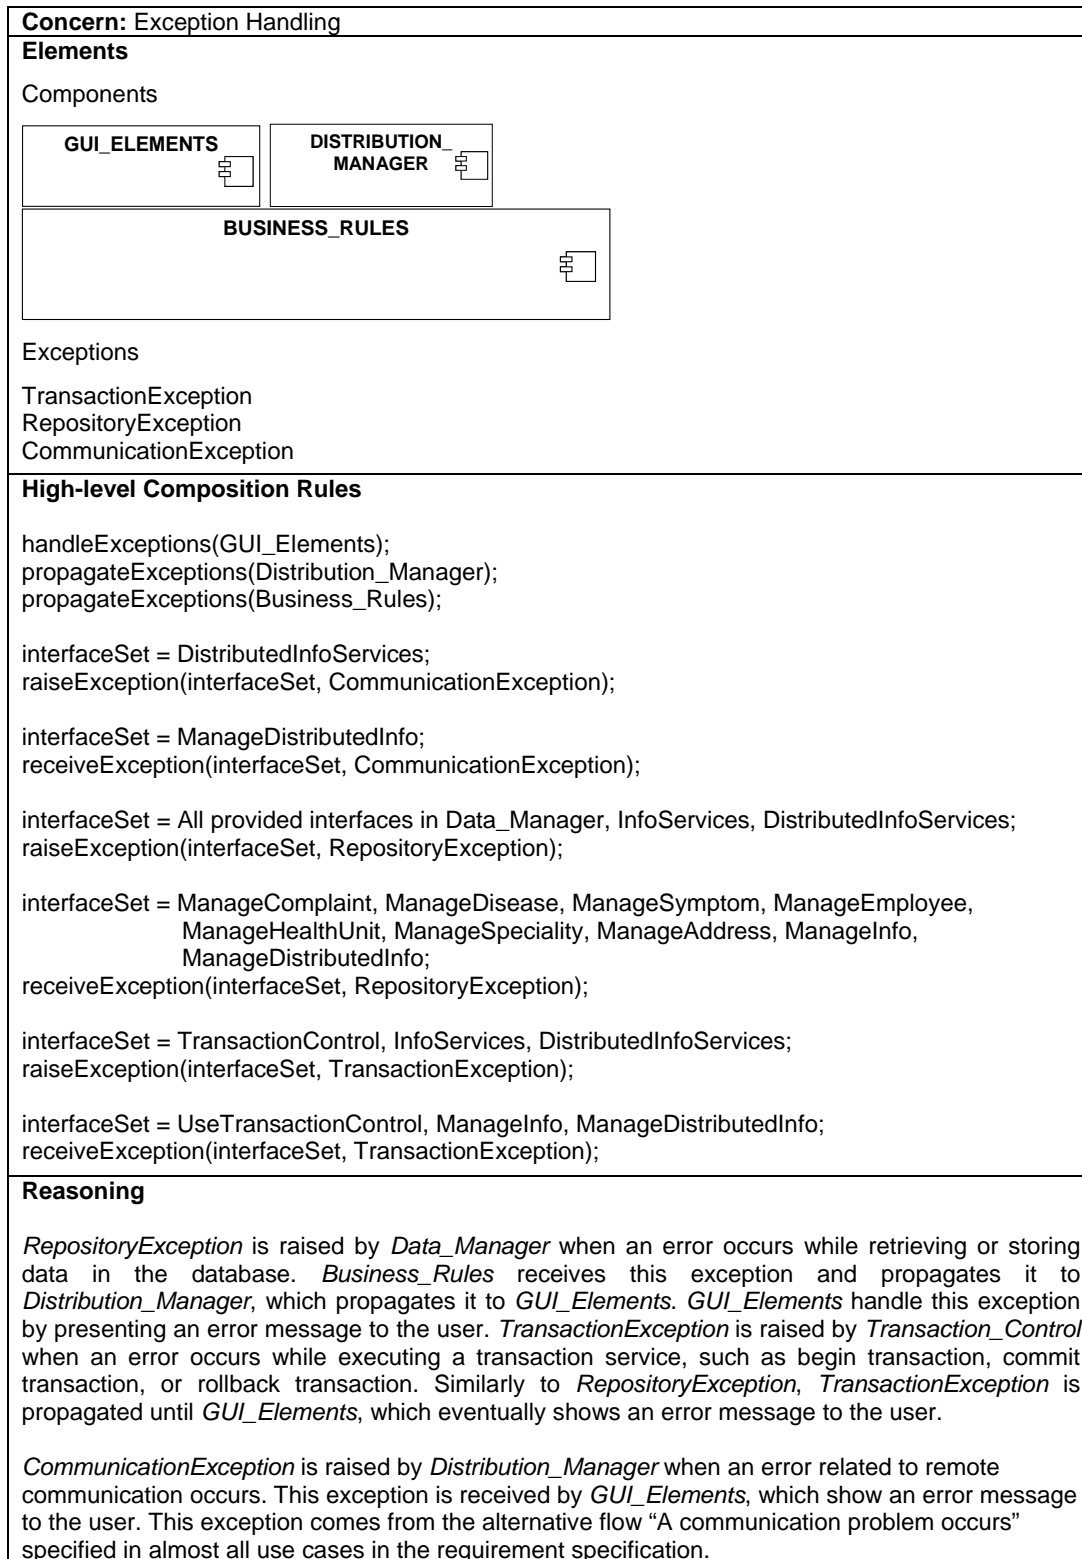 Concern: Exception Handling
Elements
Components
GUI_ELEMENTS
DISTRIBUTION_
MANAGER
BUSINESS_RULES
Exceptions
TransactionException
RepositoryException
CommunicationException
High-level Composition Rules
handleExceptions(GUI_Elements);
propagateExceptions(Distribution_Manager);
propagateExceptions(Business_Rules);
interfaceSet = DistributedInfoServices;
raiseException(interfaceSet, CommunicationException);
interfaceSet = ManageDistributedInfo;
receiveException(interfaceSet, CommunicationException);
interfaceSet = All provided interfaces in Data_Manager, InfoServices, DistributedInfoServices;
raiseException(interfaceSet, RepositoryException);
interfaceSet = ManageComplaint, ManageDisease, ManageSymptom, ManageEmployee,
ManageHealthUnit, ManageSpeciality, ManageAddress, ManageInfo,
ManageDistributedInfo;
receiveException(interfaceSet, RepositoryException);
interfaceSet = TransactionControl, InfoServices, DistributedInfoServices;
raiseException(interfaceSet, TransactionException);
interfaceSet = UseTransactionControl, ManageInfo, ManageDistributedInfo;
receiveException(interfaceSet, TransactionException);
Reasoning
RepositoryException is raised by Data_Manager when an error occurs while retrieving or storing
data in the database. Business_Rules receives this exception and propagates it to
Distribution_Manager, which propagates it to GUI_Elements. GUI_Elements handle this exception
by presenting an error message to the user. TransactionException is raised by Transaction_Control
when an error occurs while executing a transaction service, such as begin transaction, commit
transaction, or rollback transaction. Similarly to RepositoryException, TransactionException is
propagated until GUI_Elements, which eventually shows an error message to the user.
CommunicationException is raised by Distribution_Manager when an error related to remote
communication occurs. This exception is received by GUI_Elements, which show an error message
to the user. This exception comes from the alternative flow “A communication problem occurs”
specified in almost all use cases in the requirement specification.